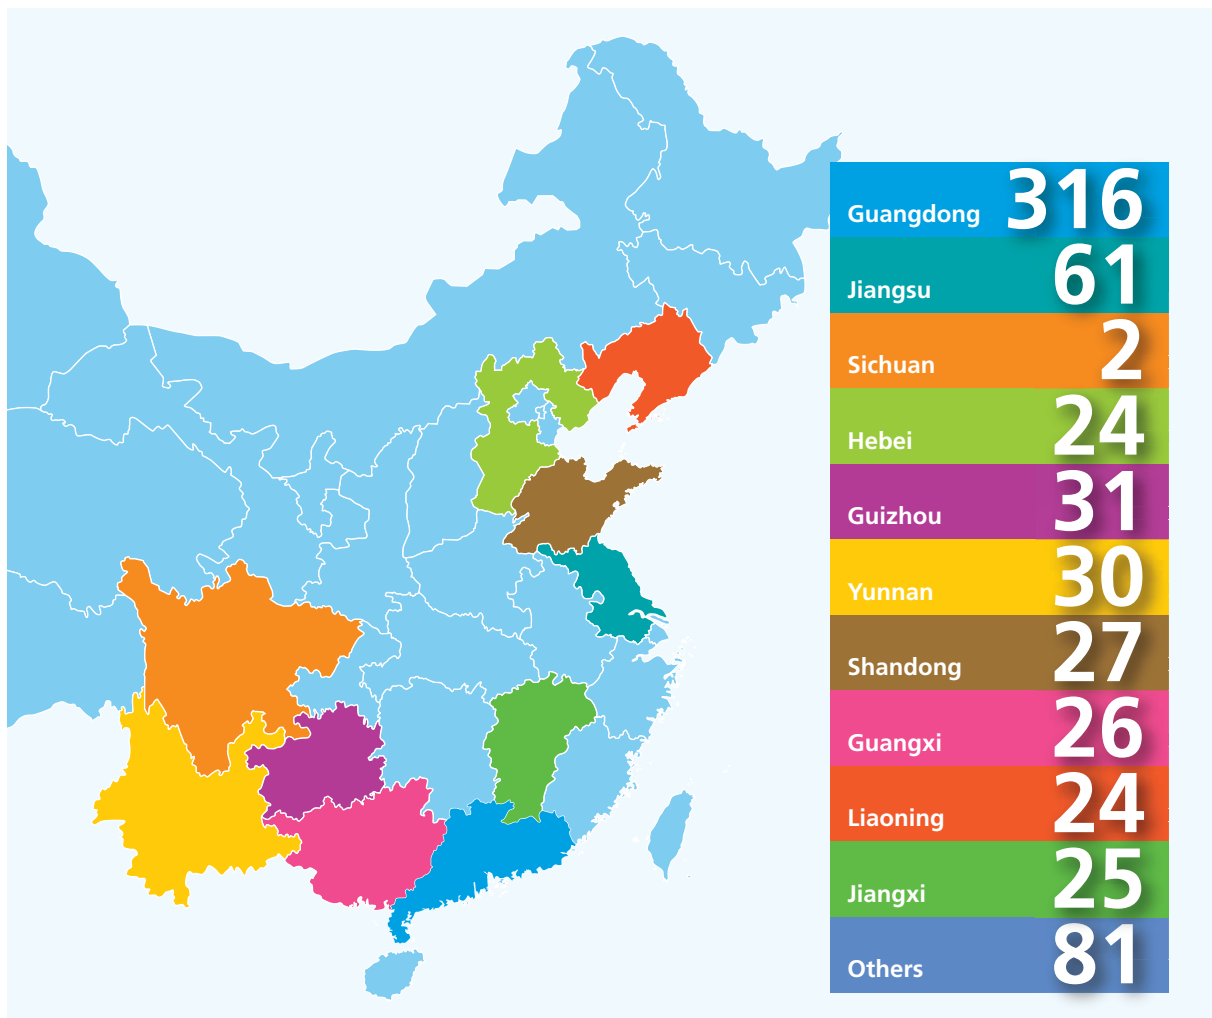 Guangdong 316
Jiangsu 61
Sichuan 2
Hebei 24
Guizhou 31
Yunnan 30
Shandong 27
Guangxi 26
Liaoning 24
Jiangxi 25
Others 81